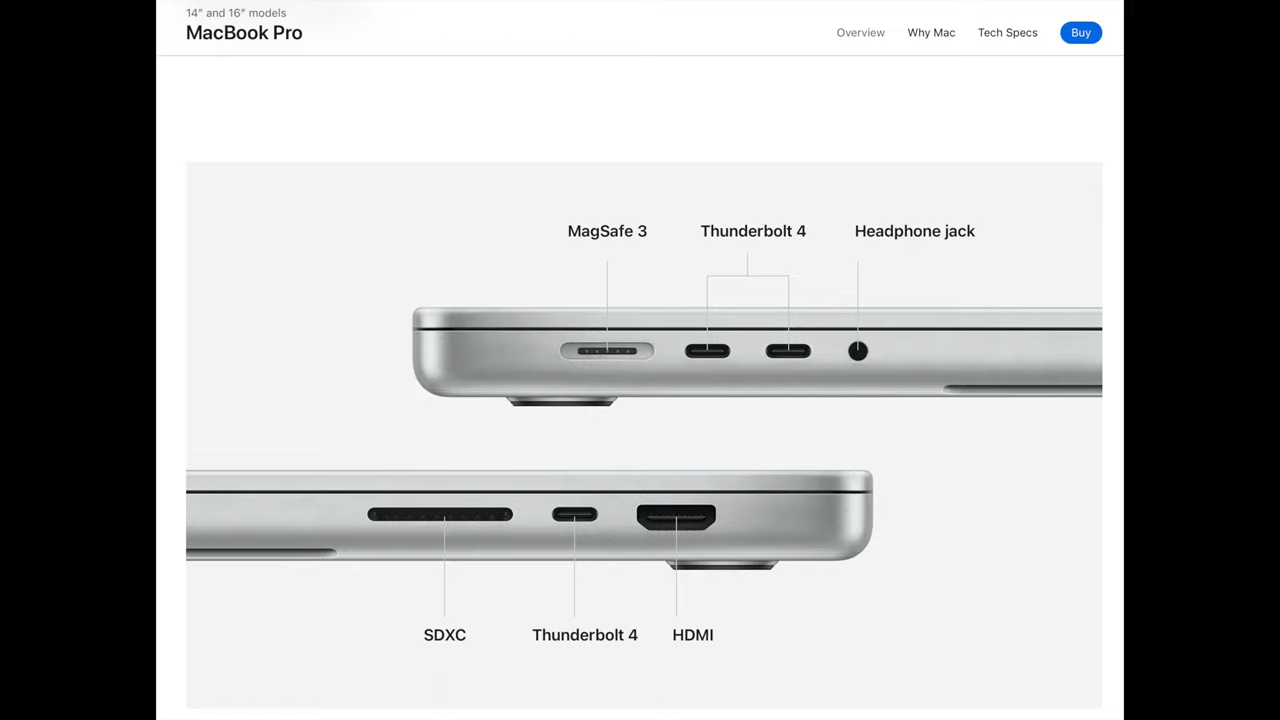 14” and 16” models
MacBook Pro
Overview Why Mac Tech Specs Buy
MagSafe 3 Thunderbolt 4 Headphone jack
SDXC Thunderbolt 4 HDMI